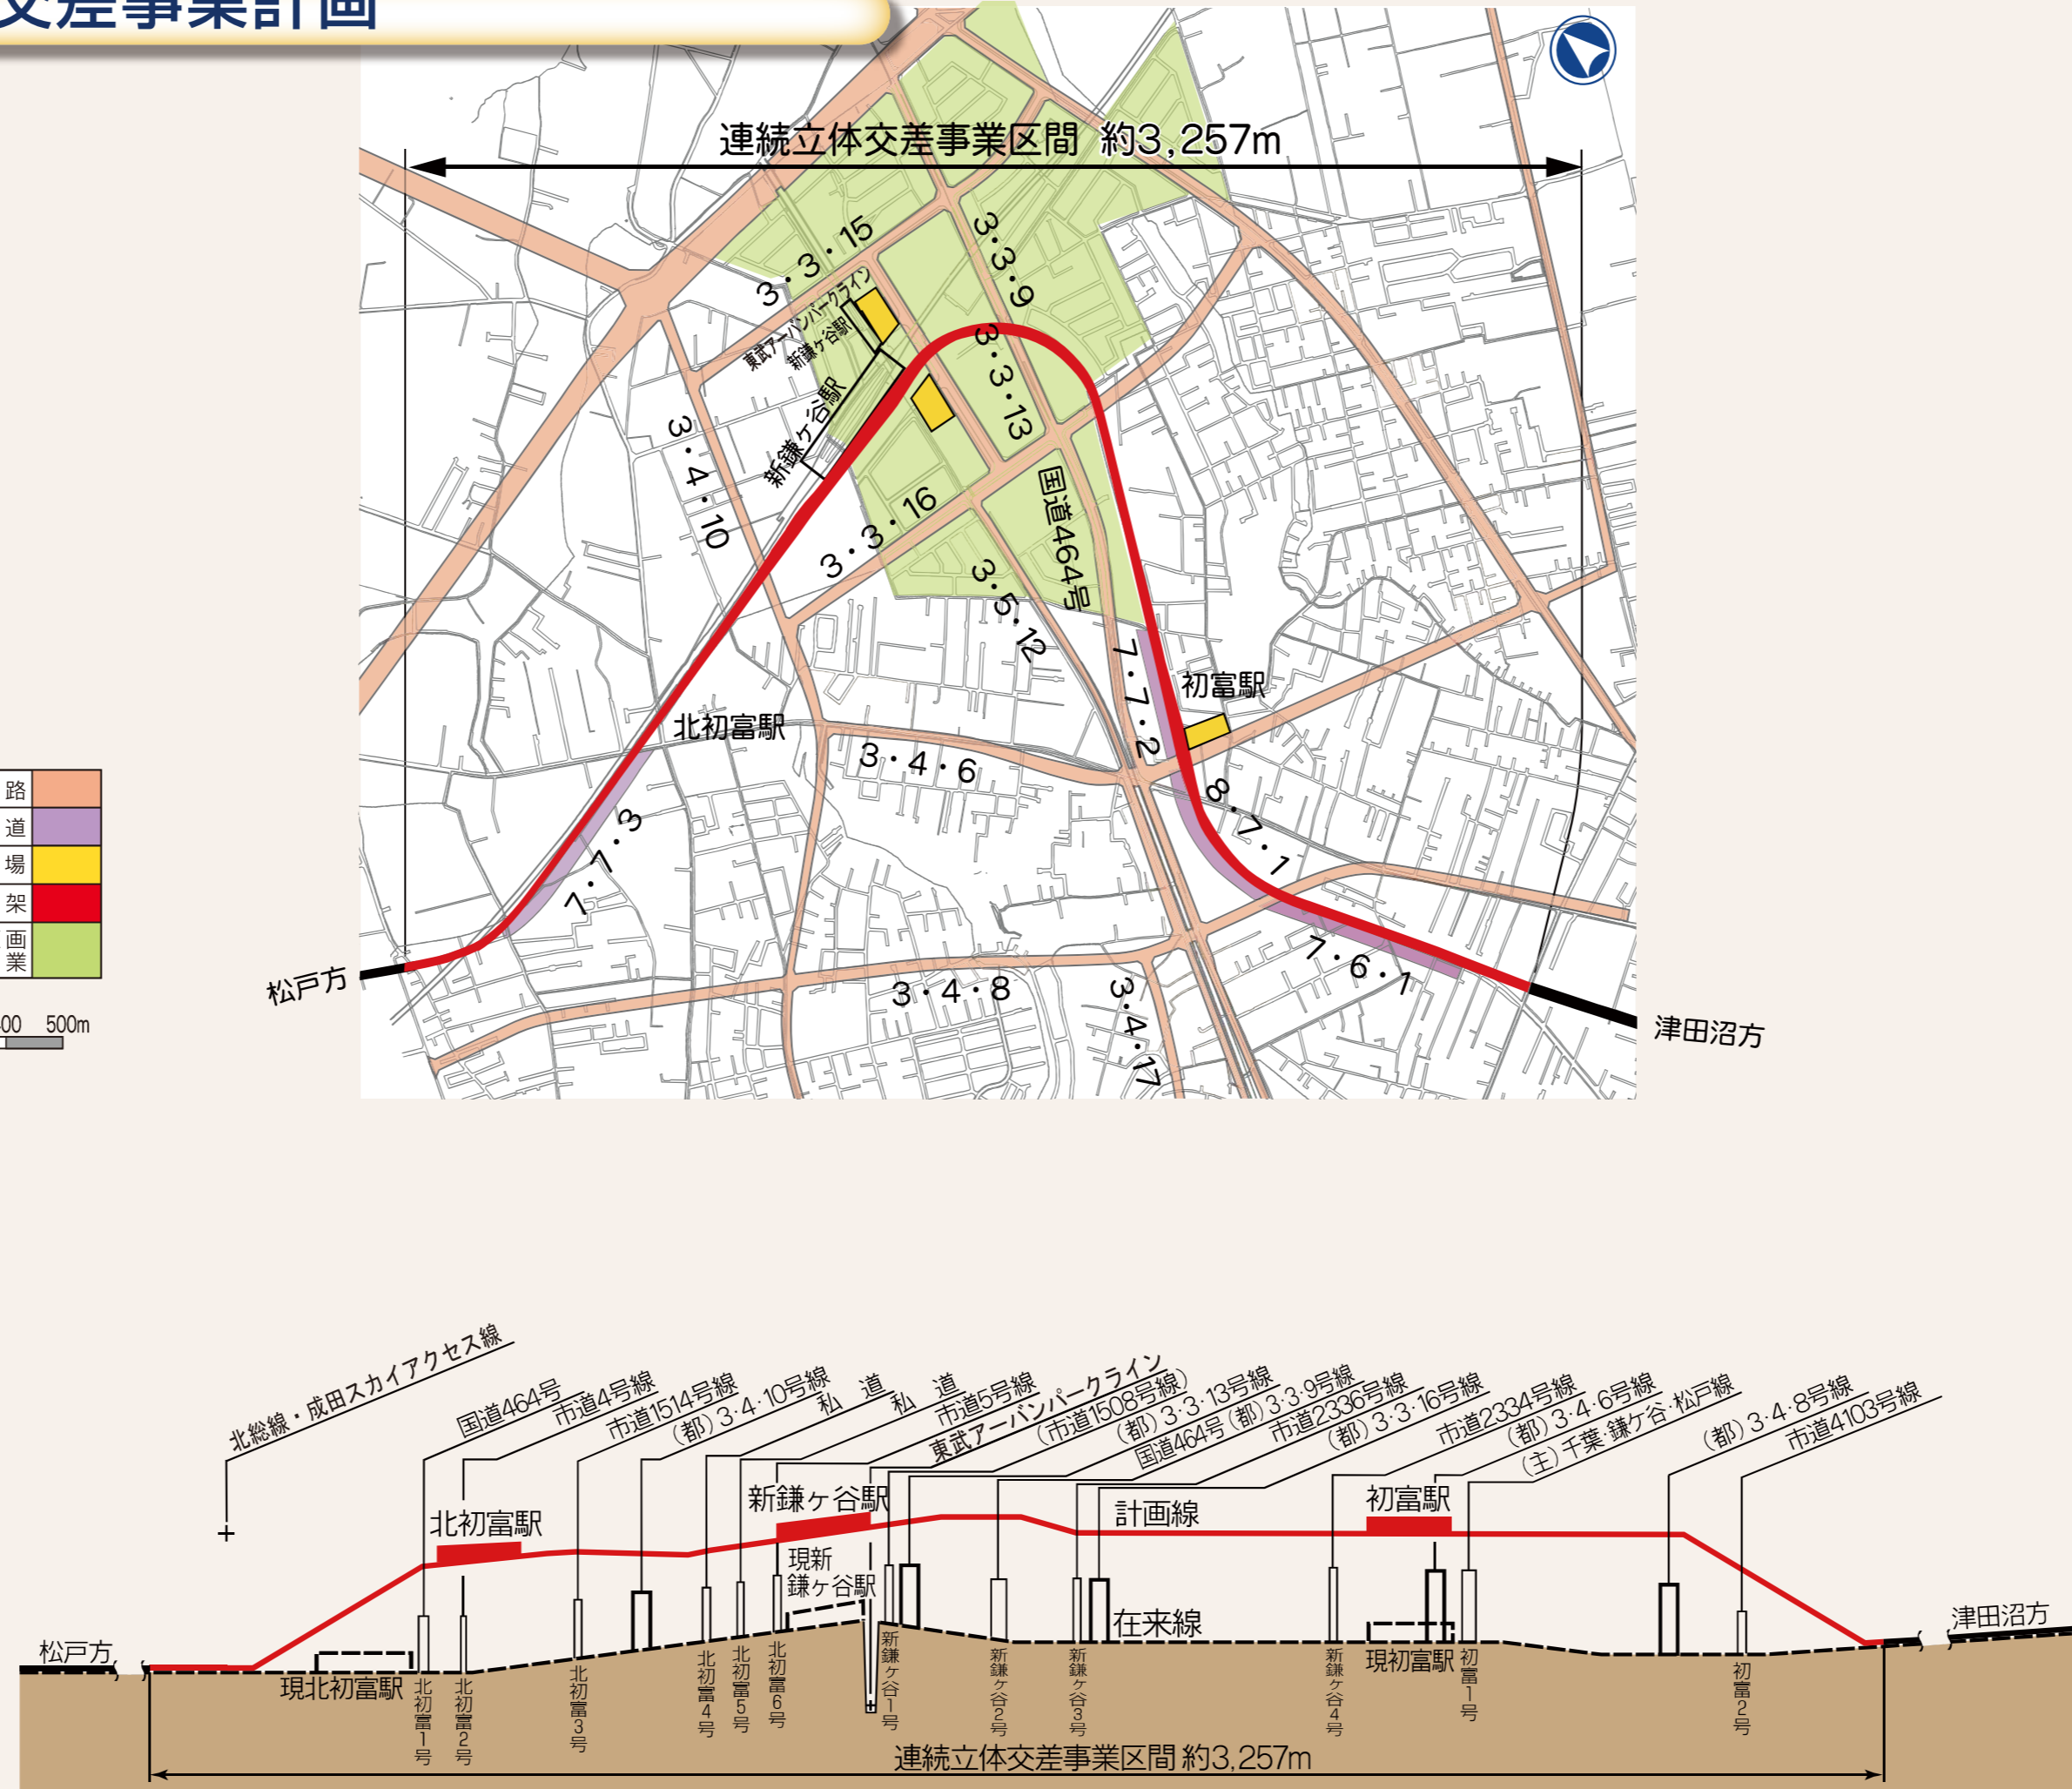 交差事業計画
連続立体交差事業区間 約3,257m
3・3・15
3・3・9
東武アーバンパークライン
新鎌ヶ谷駅
新鎌ヶ谷駅
3・3・13
3・4・10
3・3・16
国道464号
3・5・12
7・7・2
初富駅
北初富駅
3・4・6
8・7・1
7・7・3
7・6・1
3・4・8
3・4・17
松戸方
津田沼方
路
道
場
架
画
業
00 500m
北総線・成田スカイアクセス線
国道464号
市道4号線
市道1514号線
(都)3・4・10号線
私 道
私 道
市道5号線
東武アーバンパークライン
(市道1508号線)
(都)3・3・13号線
国道464号(都)3・3・9号線
市道2336号線
(都)3・3・16号線
市道2334号線
(都)3・4・6号線
(主)千葉・鎌ケ谷・松戸線
(都)3・4・8号線
市道4103号線
北初富駅
新鎌ヶ谷駅
計画線
初富駅
現新
鎌ヶ谷駅
在来線
松戸方
津田沼方
現北初富駅
現初富駅
北初富1号
北初富2号
北初富3号
北初富4号
北初富5号
北初富6号
新鎌ヶ谷1号
新鎌ヶ谷2号
新鎌ヶ谷3号
新鎌ヶ谷4号
初富1号
初富2号
連続立体交差事業区間 約3,257m